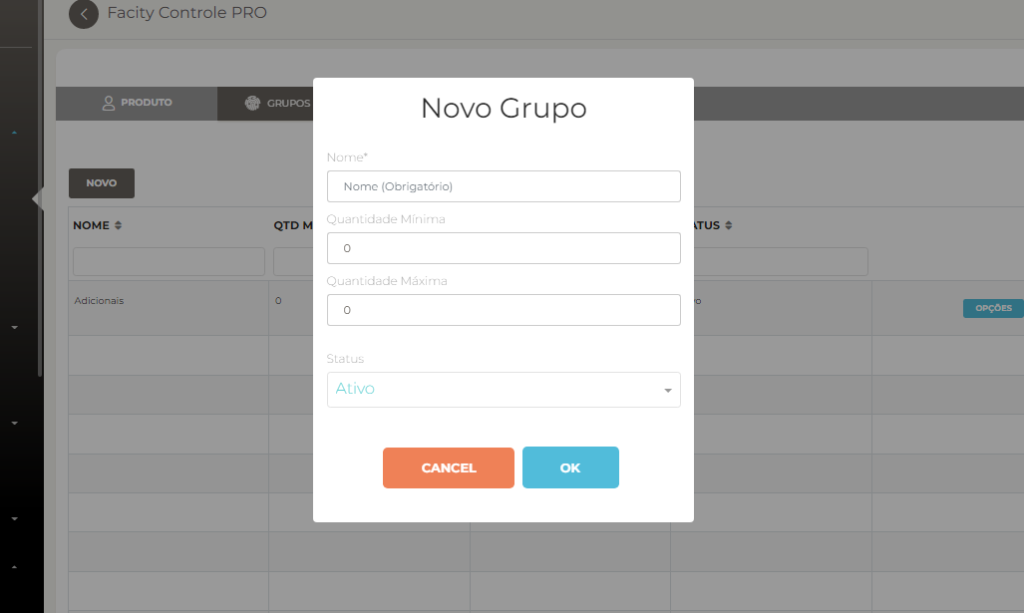 Facity Controle PRO
PRODUTO
GRUPOS
Novo Grupo
Nome*
Nome (Obrigatório)
Quantidade Mínima
0
Quantidade Máxima
0
Status
Ativo
CANCEL
OK
NOVO
NOME
QTD M
ATUS
Adicionais
0
vo
OPÇÕES